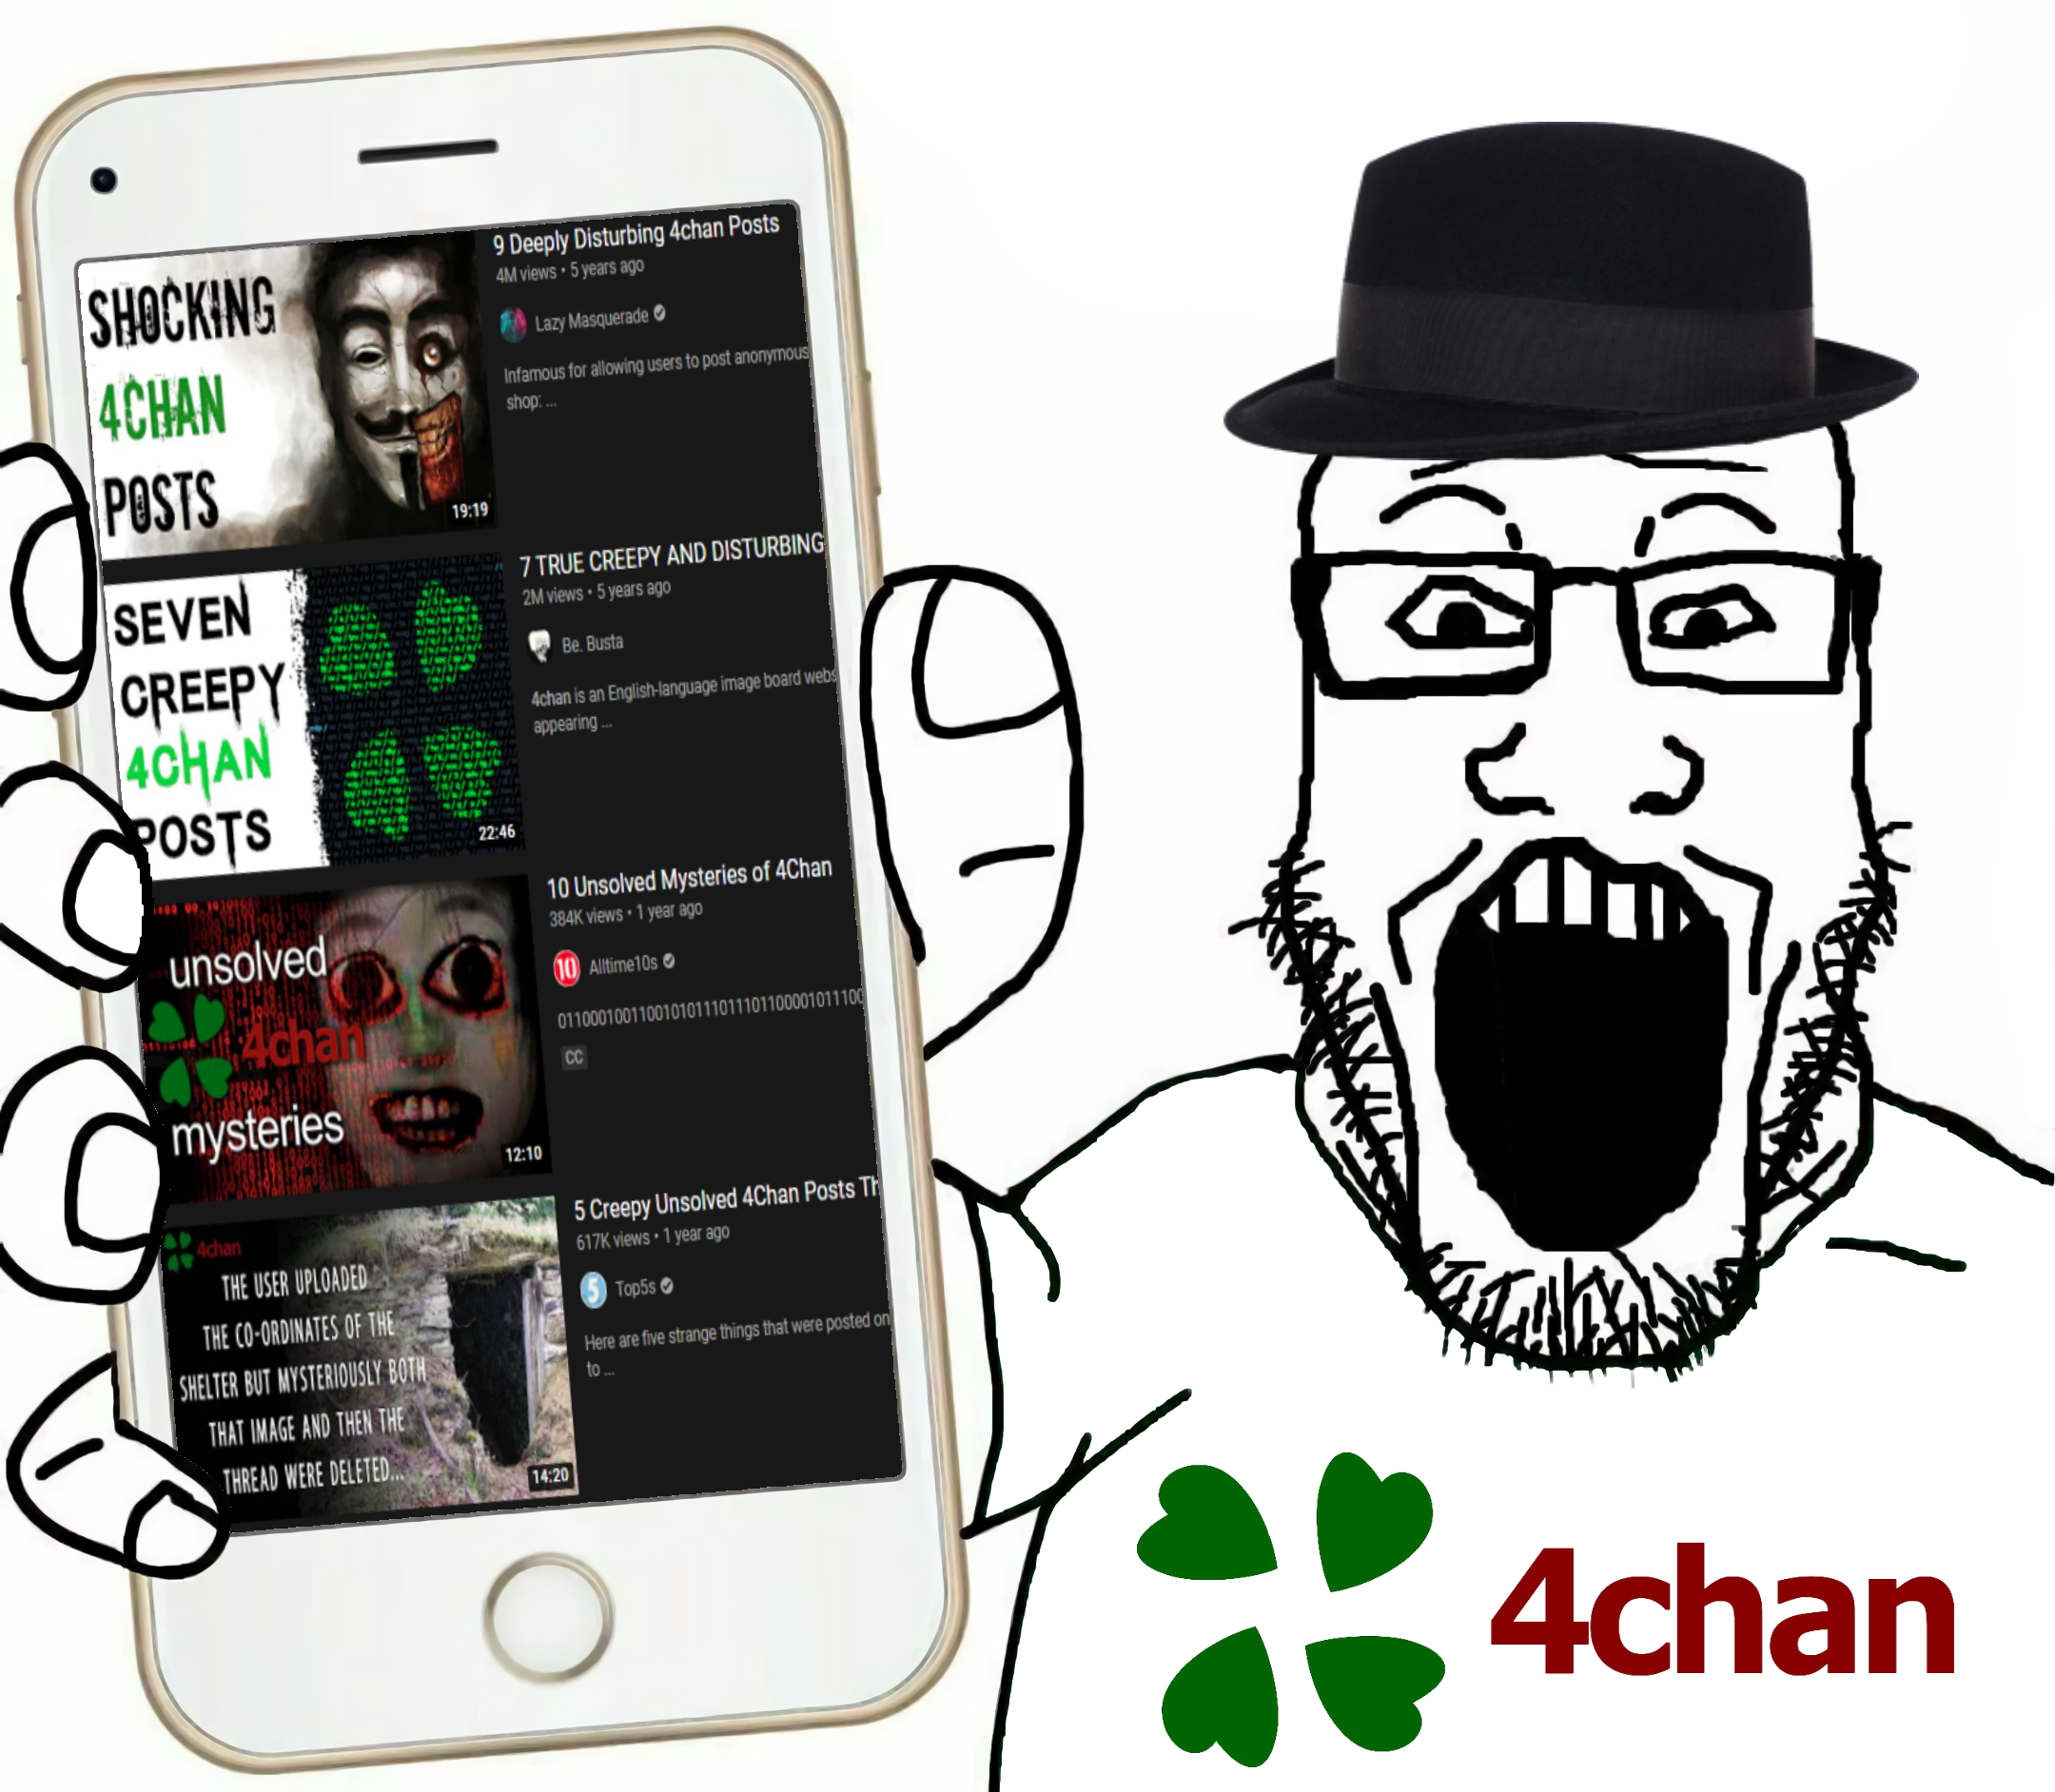 SHOCKING
4CHAN
POSTS
19:19
9 Deeply Disturbing 4chan Posts
4M views • 5 years ago
Lazy Masquerade
Infamous for allowing users to post anonymous
shop: ...
SEVEN
CREEPY
4CHAN
POSTS
22:46
7 TRUE CREEPY AND DISTURBING
2M views • 5 years ago
Be. Busta
4chan is an English-language image board webs
appearing ...
unsolved
4chan
mysteries
12:10
10 Unsolved Mysteries of 4Chan
384K views • 1 year ago
10
Alltime10s
CC
4chan
THE USER UPLOADED
THE CO-ORDINATES OF THE
SHELTER BUT MYSTERIOUSLY BOTH
THAT IMAGE AND THEN THE
THREAD WERE DELETED...
14:20
5 Creepy Unsolved 4Chan Posts Th
617K views • 1 year ago
5
Top5s
Here are five strange things that were posted on
to ...
4chan